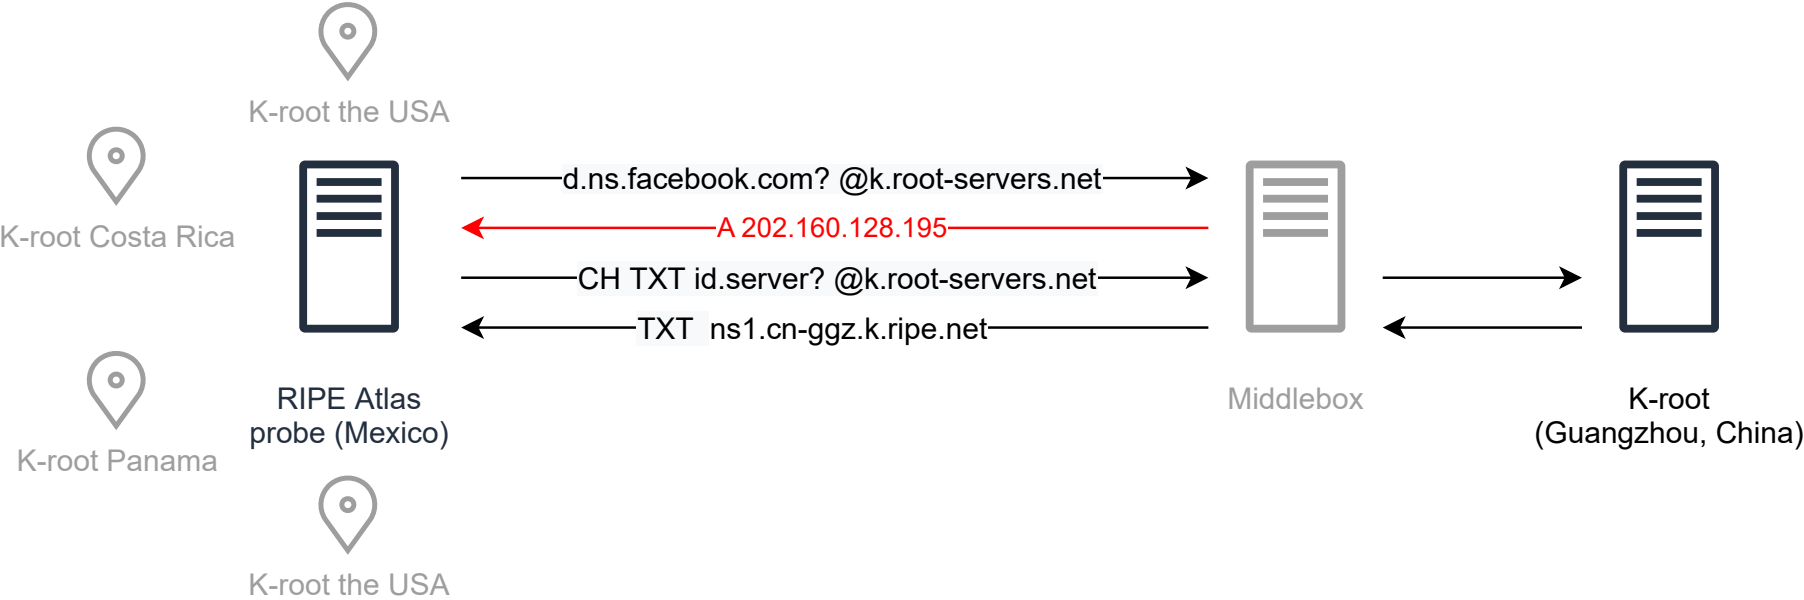 K-root the USA
K-root Costa Rica
d.ns.facebook.com? @k.root-servers.net
A 202.160.128.195
CH TXT id.server? @k.root-servers.net
TXT ns1.cn-ggz.k.ripe.net
RIPE Atlas
probe (Mexico)
Middlebox
K-root
(Guangzhou, China)
K-root Panama
K-root the USA